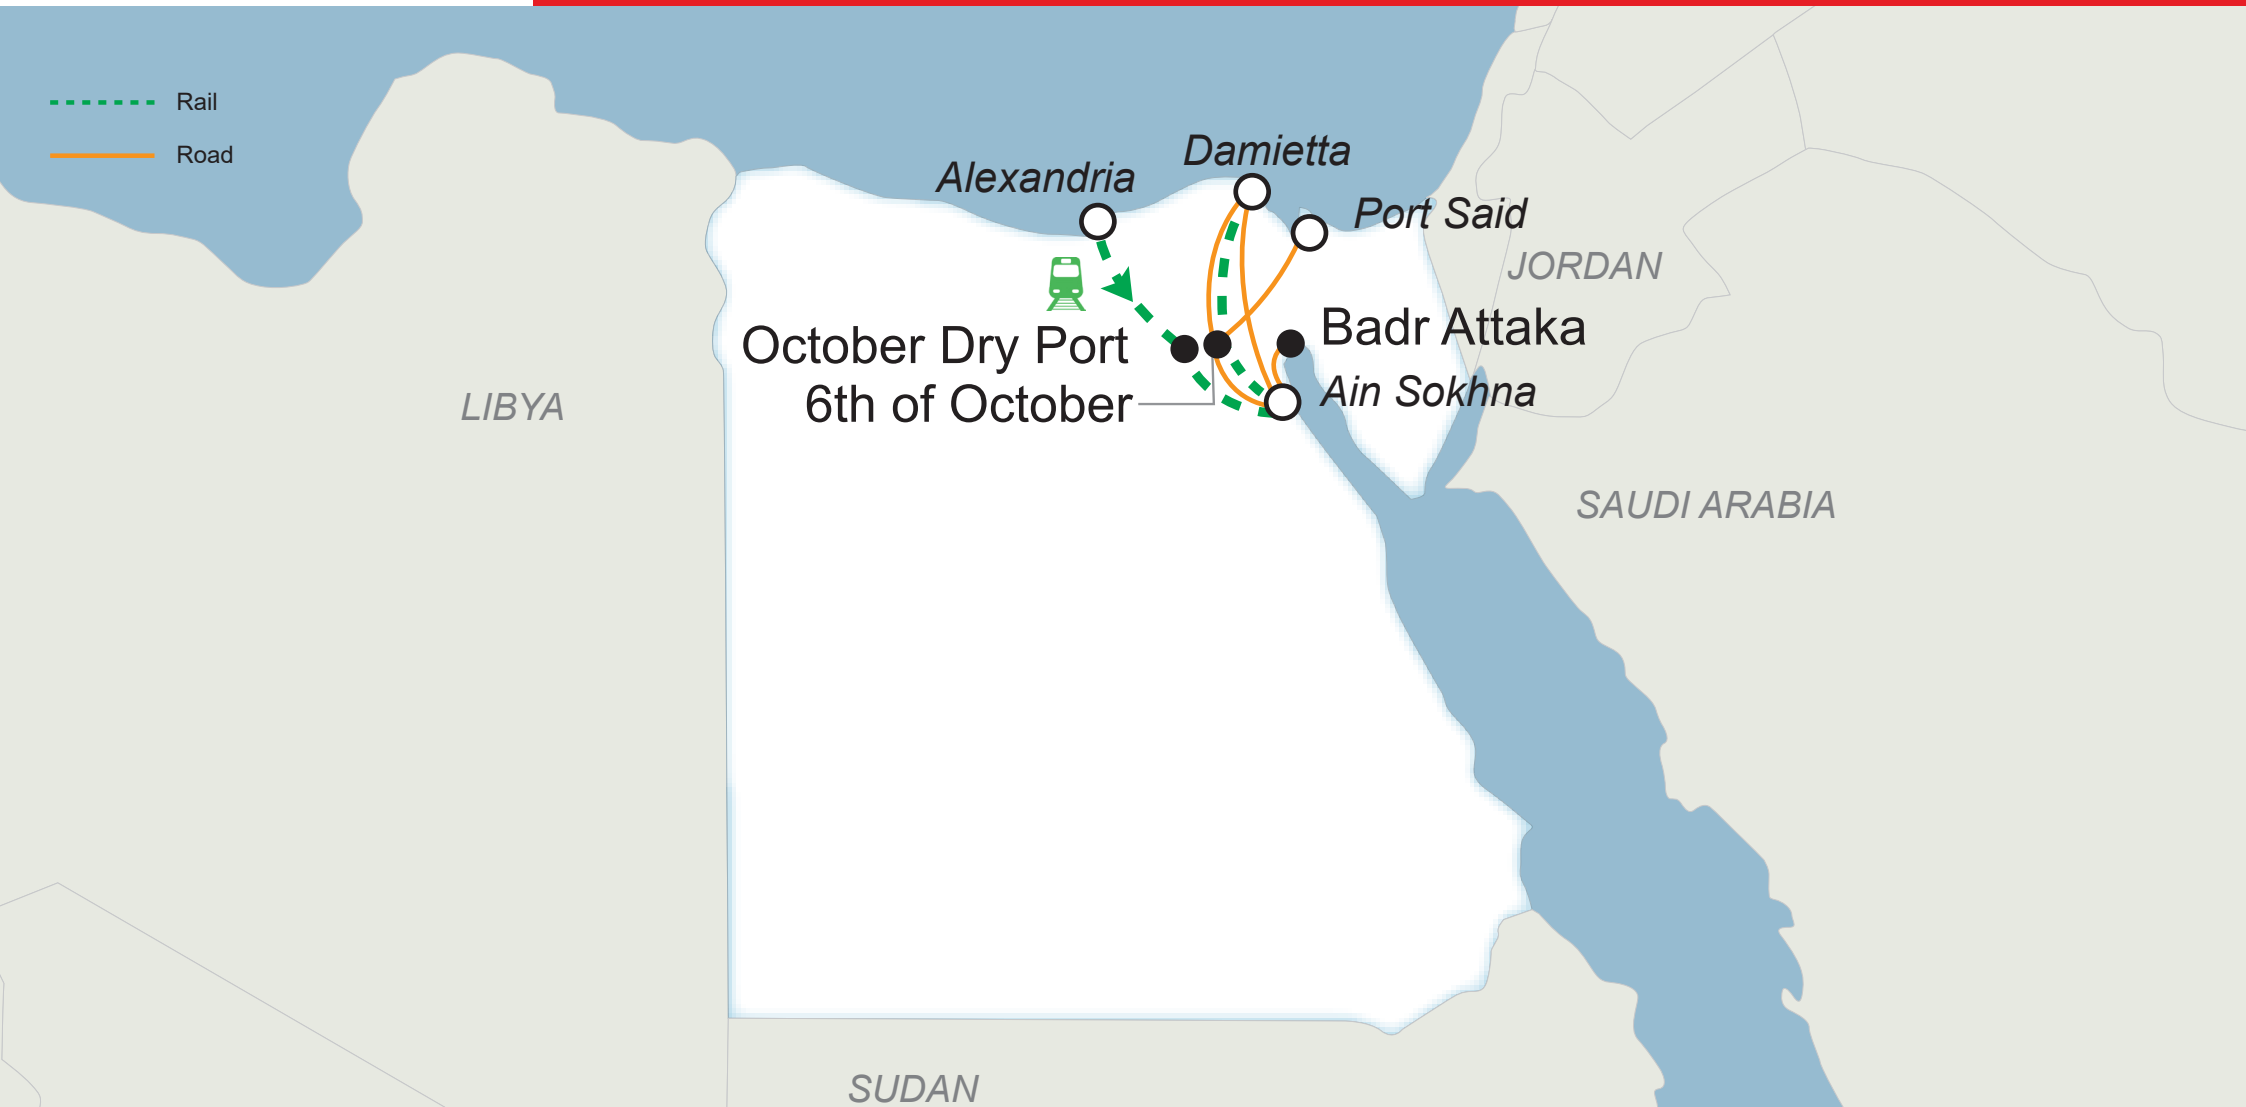 Rail
Road
Damietta
Alexandria
Port Said
JORDAN
Badr Attaka
October Dry Port
Ain Sokhna
6th of October
LIBYA
SAUDI ARABIA
SUDAN